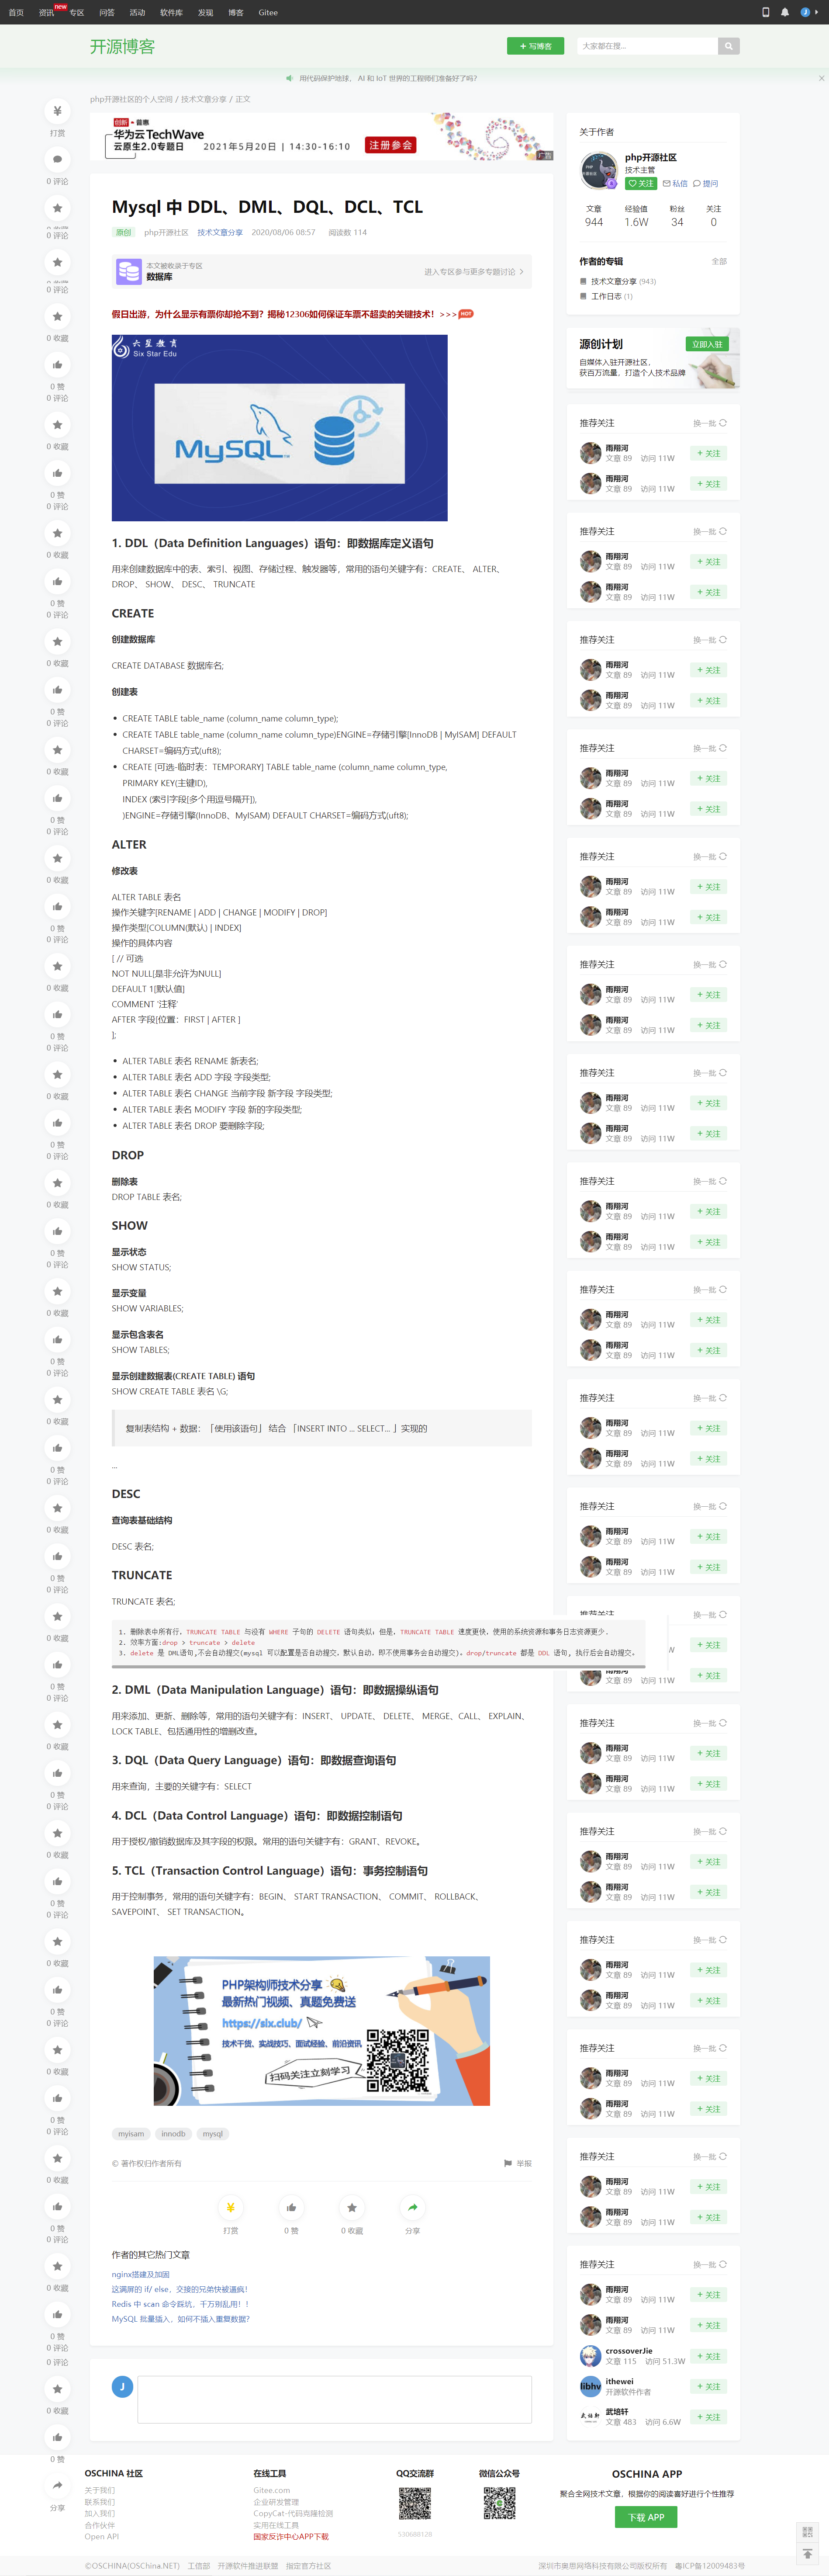 首页 资讯 new 专区 问答 活动 软件库 发现 博客 Gitee
开源博客
写博客
大家都在搜...
用代码保护地球， AI 和 IoT 世界的工程师们准备好了吗？
php开源社区的个人空间 / 技术文章分享 / 正文
创新 普惠
华为云TechWave
云原生2.0专题日
2021年5月20日 | 14:30-16:10
注册参会
广告
Mysql 中 DDL、DML、DQL、DCL、TCL
原创 php开源社区 技术文章分享 2020/08/06 08:57 阅读数 114
本文被收录于专区
数据库
进入专区参与更多专题讨论
假日出游，为什么显示有票你却抢不到？揭秘12306如何保证车票不超卖的关键技术！>>> HOT
六星教育
Six Star Edu
MySQL
1. DDL（Data Definition Languages）语句：即数据库定义语句
用来创建数据库中的表、索引、视图、存储过程、触发器等，常用的语句关键字有：CREATE、 ALTER、
DROP、 SHOW、 DESC、 TRUNCATE
CREATE
创建数据库
CREATE DATABASE 数据库名;
创建表
CREATE TABLE table_name (column_name column_type);
CREATE TABLE table_name (column_name column_type)ENGINE=存储引擎[InnoDB | MyISAM] DEFAULT
CHARSET=编码方式(uft8);
CREATE [可选-临时表：TEMPORARY] TABLE table_name (column_name column_type,
PRIMARY KEY(主键ID),
INDEX (索引字段[多个用逗号隔开]),
)ENGINE=存储引擎(InnoDB、MyISAM) DEFAULT CHARSET=编码方式(uft8);
ALTER
修改表
ALTER TABLE 表名
操作关键字[RENAME | ADD | CHANGE | MODIFY | DROP]
操作类型[COLUMN(默认) | INDEX]
操作的具体内容
[ // 可选
NOT NULL[是非允许为NULL]
DEFAULT 1[默认值]
COMMENT '注释'
AFTER 字段[位置：FIRST | AFTER ]
];
ALTER TABLE 表名 RENAME 新表名;
ALTER TABLE 表名 ADD 字段 字段类型;
ALTER TABLE 表名 CHANGE 当前字段 新字段 字段类型;
ALTER TABLE 表名 MODIFY 字段 新的字段类型;
ALTER TABLE 表名 DROP 要删除字段;
DROP
删除表
DROP TABLE 表名;
SHOW
显示状态
SHOW STATUS;
显示变量
SHOW VARIABLES;
显示包含表名
SHOW TABLES;
显示创建数据表(CREATE TABLE) 语句
SHOW CREATE TABLE 表名 \G;
复制表结构 + 数据：「使用该语句」 结合 「INSERT INTO ... SELECT... 」实现的
...
DESC
查询表基础结构
DESC 表名;
TRUNCATE
TRUNCATE 表名;
1. 删除表中所有行，TRUNCATE TABLE 与没有 WHERE 子句的 DELETE 语句类似；但是，TRUNCATE TABLE 速度更快，使用的系统资源和事务日志资源更少.
2. 效率方面:drop > truncate > delete
3. delete 是 DML语句,不会自动提交(mysql 可以配置是否自动提交，默认自动，即不使用事务会自动提交)。drop/truncate 都是 DDL 语句, 执行后会自动提交。
2. DML（Data Manipulation Language）语句：即数据操纵语句
用来添加、更新、删除等，常用的语句关键字有：INSERT、 UPDATE、 DELETE、 MERGE、CALL、 EXPLAIN、
LOCK TABLE、包括通用性的增删改查。
3. DQL（Data Query Language）语句：即数据查询语句
用来查询，主要的关键字有：SELECT
4. DCL（Data Control Language）语句：即数据控制语句
用于授权/撤销数据库及其字段的权限。常用的语句关键字有：GRANT、REVOKE。
5. TCL（Transaction Control Language）语句：事务控制语句
用于控制事务，常用的语句关键字有：BEGIN、 START TRANSACTION、 COMMIT、 ROLLBACK、
SAVEPOINT、 SET TRANSACTION。
PHP架构师技术分享
最新热门视频、真题免费送
https://six.club/
技术干货、实战技巧、面试经验、前沿资讯
扫码关注立刻学习
myisam innodb mysql
© 著作权归作者所有
举报
打赏 0 赞 0 收藏 分享
作者的其它热门文章
nginx搭建及加固
这满屏的 if/ else，交接的兄弟快被逼疯！
Redis 中 scan 命令踩坑，千万别乱用！！
MySQL 批量插入，如何不插入重复数据?
关于作者
php开源社区
技术主管
关注 私信 提问
文章 经验值 粉丝 关注
944 1.6W 34 0
作者的专辑 全部
技术文章分享 (943)
工作日志 (1)
源创计划
立即入驻
自媒体入驻开源社区，
获百万流量，打造个人技术品牌
推荐关注 换一批
雨翔河
文章 89 访问 11W
+ 关注
雨翔河
文章 89 访问 11W
+ 关注
crossoverJie
文章 115 访问 51.3W
+ 关注
libhv
ithewei
开源软件作者
+ 关注
武培轩
文章 483 访问 6.6W
+ 关注
打赏
0 评论
0 收藏
0 赞
分享
OSCHINA 社区
关于我们
联系我们
加入我们
合作伙伴
Open API
在线工具
Gitee.com
企业研发管理
CopyCat-代码克隆检测
实用在线工具
国家反诈中心APP下载
QQ交流群
530688128
微信公众号
OSCHINA APP
聚合全网技术文章，根据你的阅读喜好进行个性推荐
下载 APP
©OSCHINA(OSChina.NET) 工信部 开源软件推进联盟 指定官方社区
深圳市奥思网络科技有限公司版权所有 粤ICP备12009483号